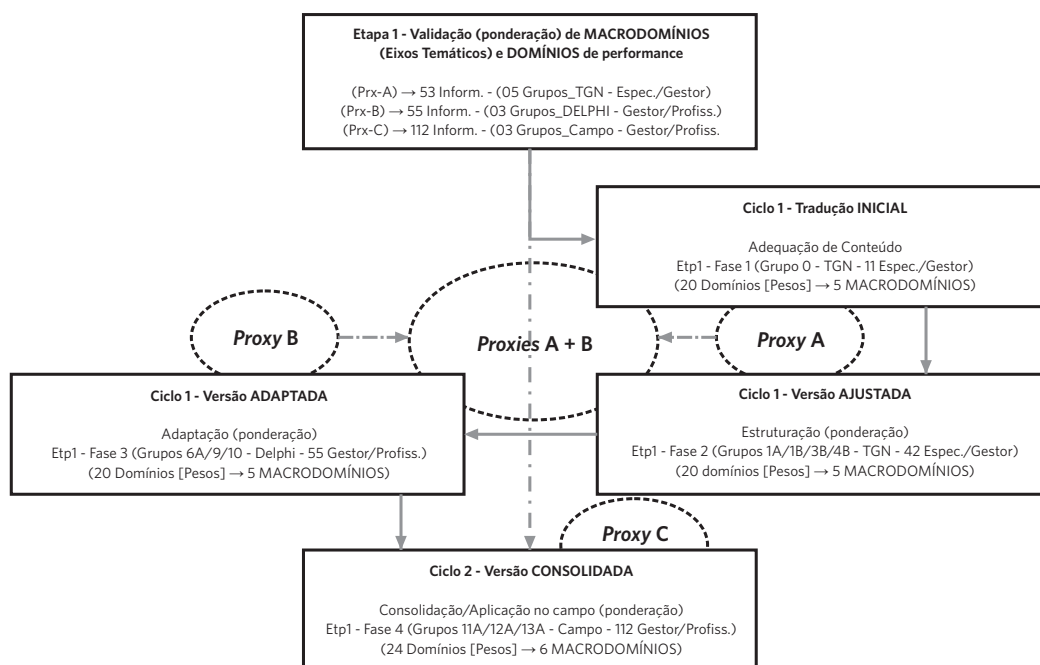 Etapa 1 - Validação (ponderação) de MACRODOMÍNIOS
(Eixos Temáticos) e DOMÍNIOS de performance
(Prx-A) → 53 Inform. - (05 Grupos_TGN - Espec./Gestor)
(Prx-B) → 55 Inform. - (03 Grupos_DELPHI - Gestor/Profiss.)
(Prx-C) → 112 Inform. - (03 Grupos_Campo - Gestor/Profiss.
Ciclo 1 - Tradução INICIAL
Adequação de Conteúdo
Etp1 - Fase 1 (Grupo 0 - TGN - 11 Espec./Gestor)
(20 Domínios [Pesos] → 5 MACRODOMÍNIOS)
Proxy B
Proxies A + B
Proxy A
Ciclo 1 - Versão ADAPTADA
Adaptação (ponderação)
Etp1 - Fase 3 (Grupos 6A/9/10 - Delphi - 55 Gestor/Profiss.)
(20 Domínios [Pesos] → 5 MACRODOMÍNIOS)
Ciclo 1 - Versão AJUSTADA
Estruturação (ponderação)
Etp1 - Fase 2 (Grupos 1A/1B/3B/4B - TGN - 42 Espec./Gestor)
(20 domínios [Pesos] → 5 MACRODOMÍNIOS)
Proxy C
Ciclo 2 - Versão CONSOLIDADA
Consolidação/Aplicação no campo (ponderação)
Etp1 - Fase 4 (Grupos 11A/12A/13A - Campo - 112 Gestor/Profiss.)
(24 Domínios [Pesos] → 6 MACRODOMÍNIOS)